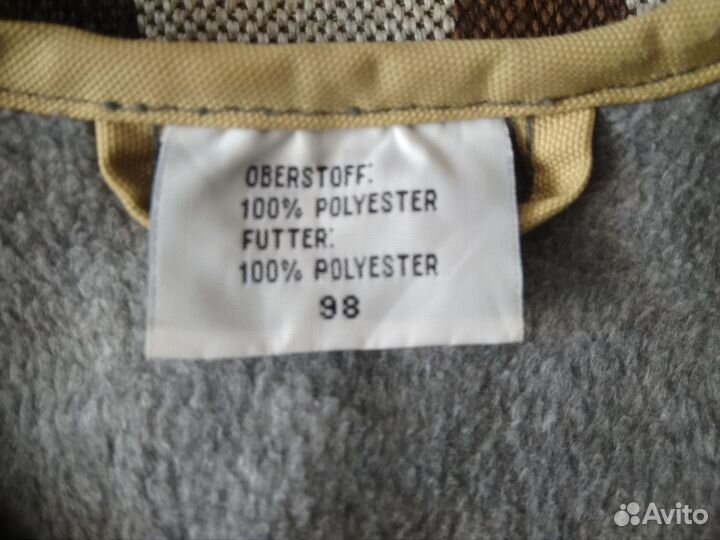 OBERSTOFF:
100% POLYESTER
FUTTER:
100% POLYESTER
98
Avito